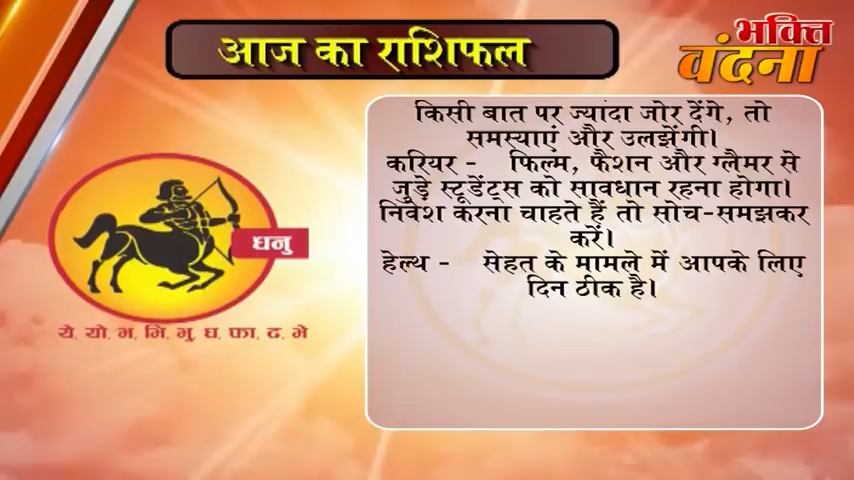 आज का राशिफल
भक्ति
वंदना
किसी बात पर ज्यादा जोर देंगे, तो
समस्याएं और उलझेंगी।
करियर - फिल्म, फैशन और ग्लैमर से
जुड़े स्टूडेंट्स को सावधान रहना होगा।
निवेश करना चाहते हैं तो सोच-समझकर
करें।
हेल्थ - सेहत के मामले में आपके लिए
दिन ठीक है।
धनु
ये, यो, भ, भि, भु, ध, फा, ढ, भे